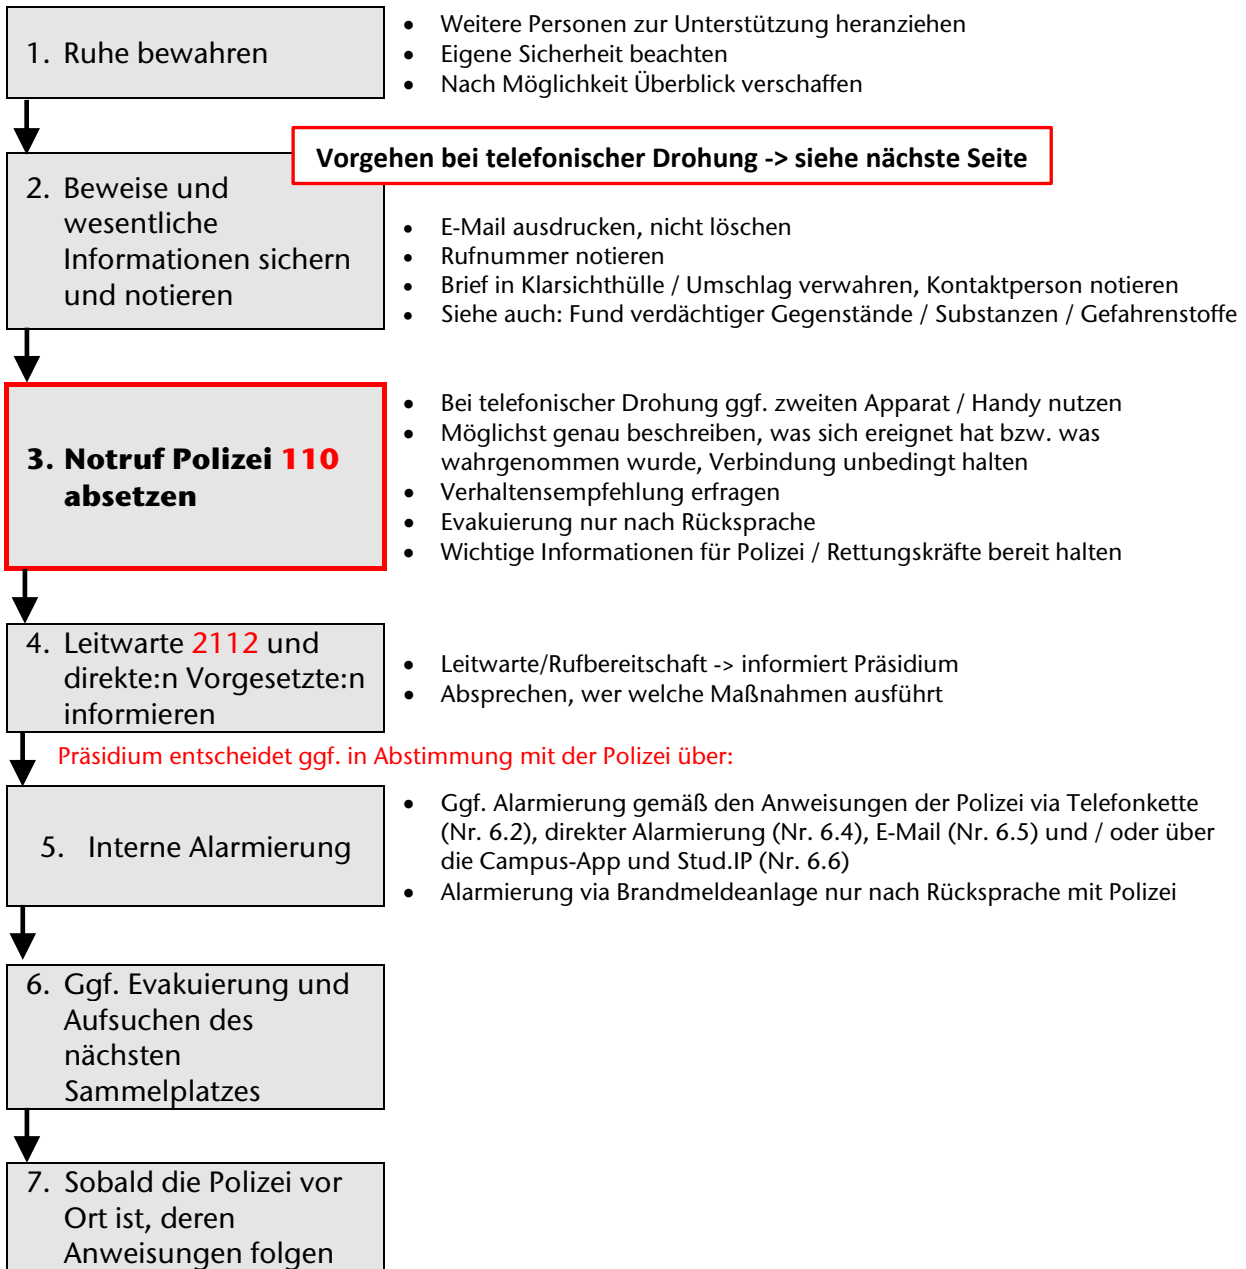 1. Ruhe bewahren
• Weitere Personen zur Unterstützung heranziehen
• Eigene Sicherheit beachten
• Nach Möglichkeit Überblick verschaffen
Vorgehen bei telefonischer Drohung -> siehe nächste Seite
2. Beweise und
wesentliche
Informationen sichern
und notieren
• E-Mail ausdrucken, nicht löschen
• Rufnummer notieren
• Brief in Klarsichthülle / Umschlag verwahren, Kontaktperson notieren
• Siehe auch: Fund verdächtiger Gegenstände / Substanzen / Gefahrenstoffe
3. Notruf Polizei 110
absetzen
• Bei telefonischer Drohung ggf. zweiten Apparat / Handy nutzen
• Möglichst genau beschreiben, was sich ereignet hat bzw. was
wahrgenommen wurde, Verbindung unbedingt halten
• Verhaltensempfehlung erfragen
• Evakuierung nur nach Rücksprache
• Wichtige Informationen für Polizei / Rettungskräfte bereit halten
4. Leitwarte 2112 und
direkte:n Vorgesetzte:n
informieren
• Leitwarte/Rufbereitschaft -> informiert Präsidium
• Absprechen, wer welche Maßnahmen ausführt
Präsidium entscheidet ggf. in Abstimmung mit der Polizei über:
5. Interne Alarmierung
• Ggf. Alarmierung gemäß den Anweisungen der Polizei via Telefonkette
(Nr. 6.2), direkter Alarmierung (Nr. 6.4), E-Mail (Nr. 6.5) und / oder über
die Campus-App und Stud.IP (Nr. 6.6)
• Alarmierung via Brandmeldeanlage nur nach Rücksprache mit Polizei
6. Ggf. Evakuierung und
Aufsuchen des
nächsten
Sammelplatzes
7. Sobald die Polizei vor
Ort ist, deren
Anweisungen folgen